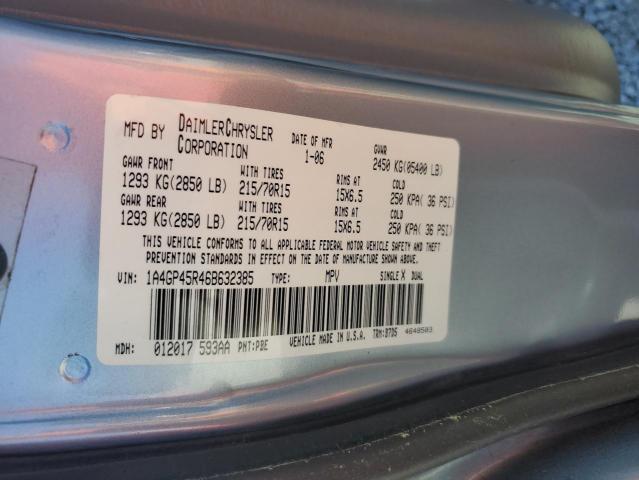 MFD BY DAIMLERCHRYSLER CORPORATION DATE OF MFR 1-06 GVWR 2450 KG(05400 LB)
GAWR FRONT WITH TIRES RIMS AT COLD
1293 KG(2850 LB) 215/70R15 15X6.5 250 KPA( 36 PSI)
GAWR REAR WITH TIRES RIMS AT COLD
1293 KG(2850 LB) 215/70R15 15X6.5 250 KPA( 36 PSI)
THIS VEHICLE CONFORMS TO ALL APPLICABLE FEDERAL MOTOR VEHICLE SAFETY AND THEFT
PREVENTION STANDARDS IN EFFECT ON THE DATE OF MANUFACTURE SHOWN ABOVE.
VIN: 1A4GP45R46B632385 TYPE: MPV SINGLE X DUAL
MDH: 012017 593AA PNT:PBE VEHICLE MADE IN U.S.A. TRM:B7D5 4648503